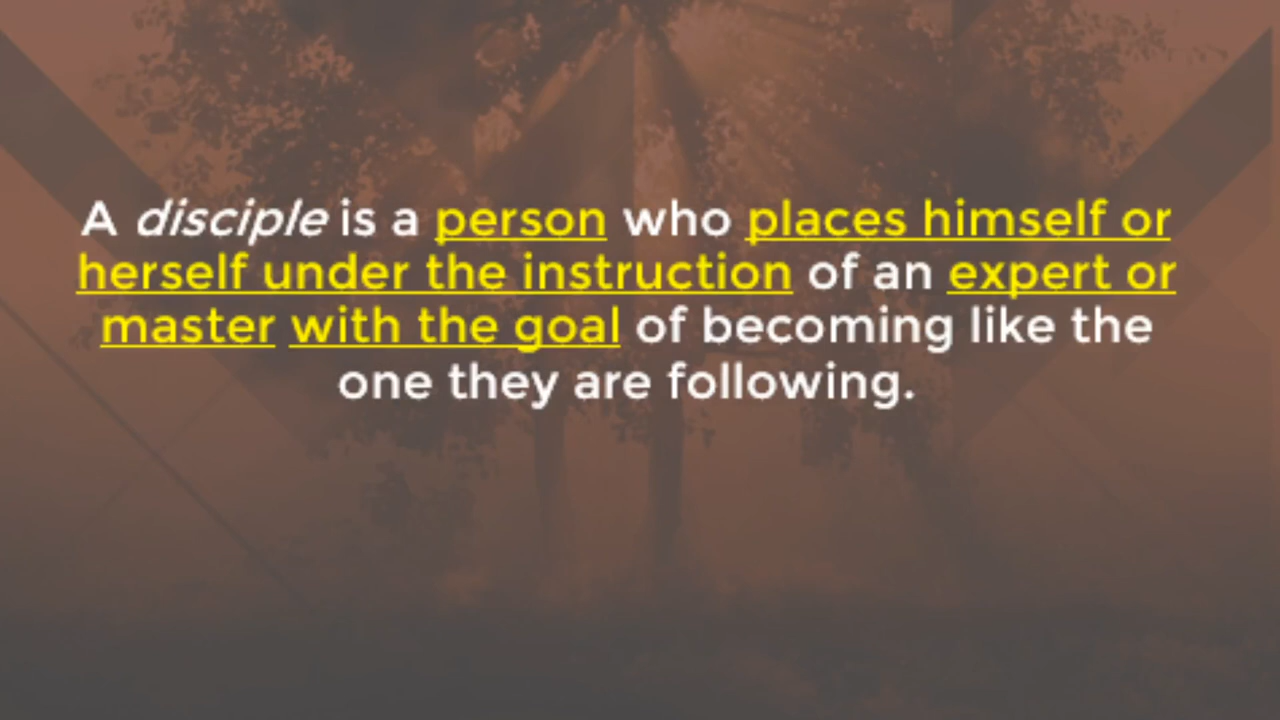 A disciple is a person who places himself or
herself under the instruction of an expert or
master with the goal of becoming like the
one they are following.